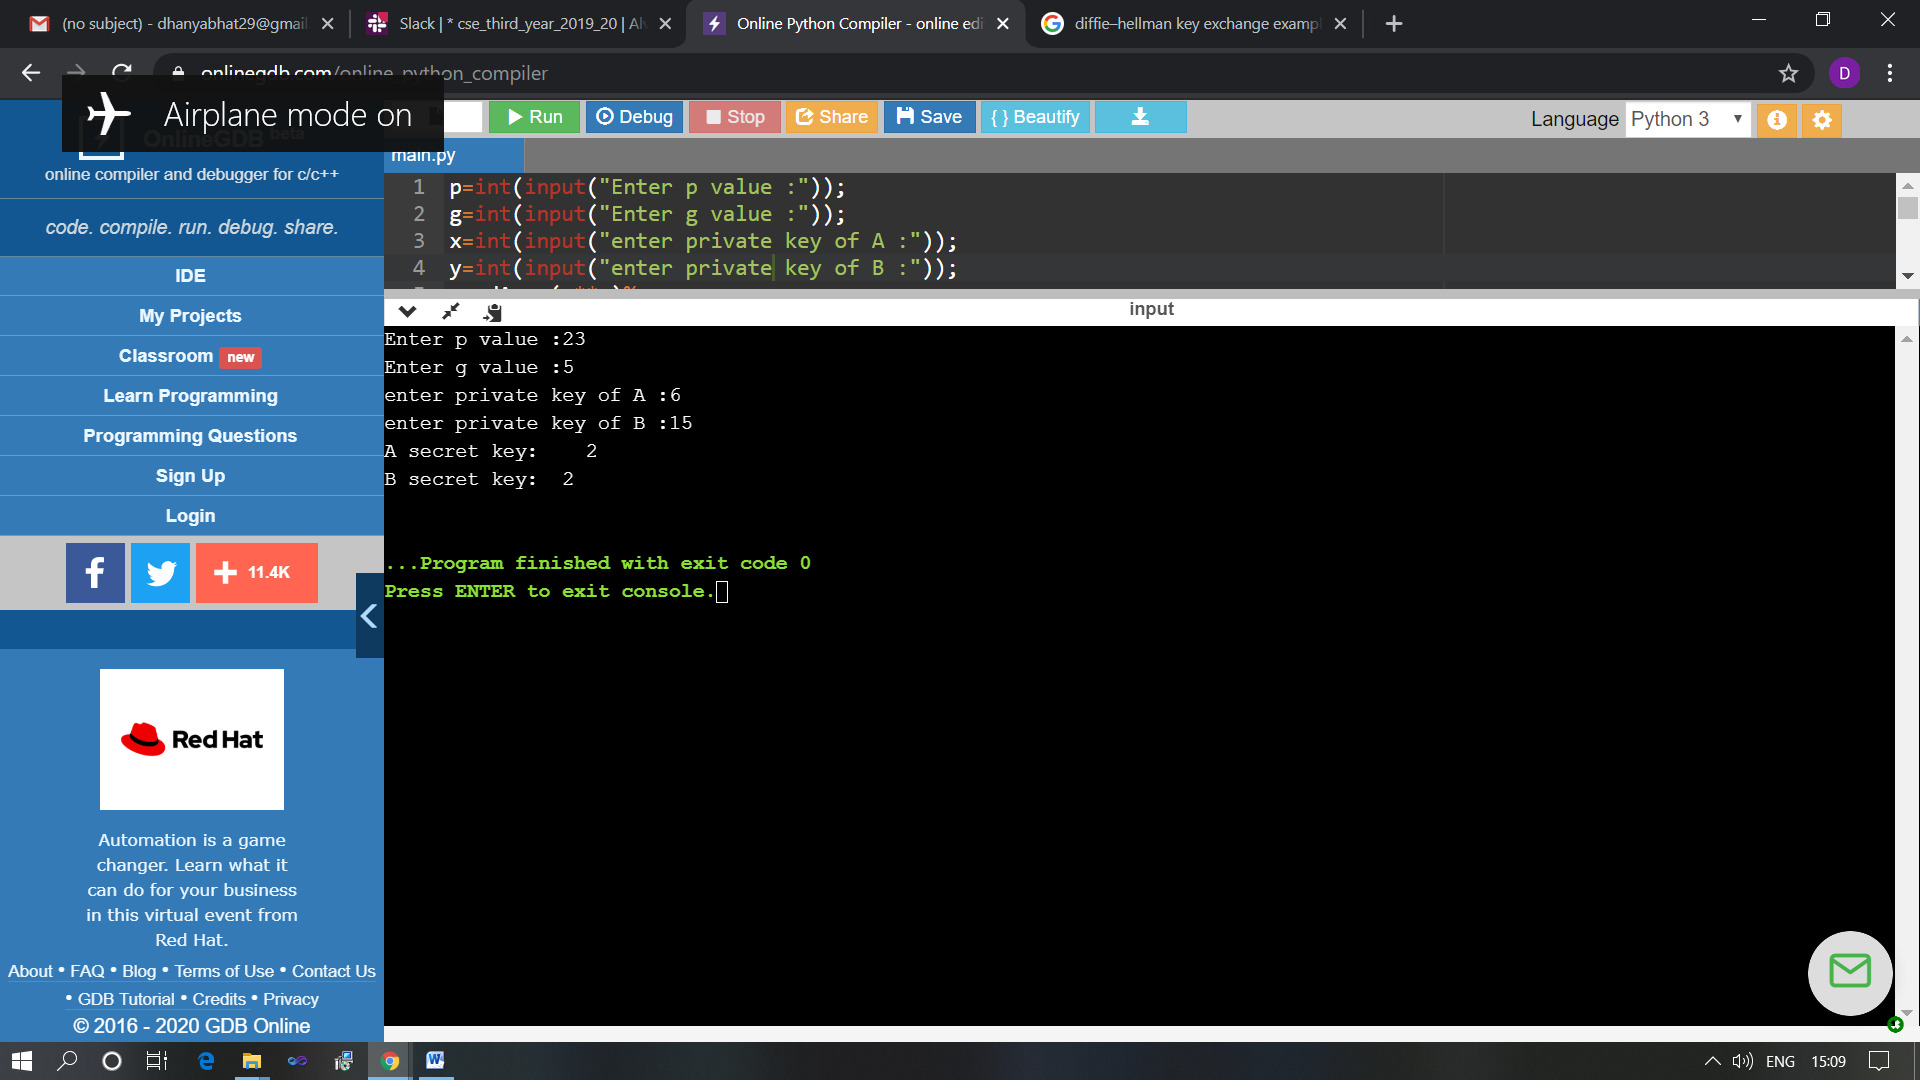 (no subject) - dhanyabhat29@gmail
Slack | * cse_third_year_2019_20 | Al
Online Python Compiler - online edi
diffie–hellman key exchange exampl
onlinegdb.com/online_python_compiler
D
Airplane mode on
OnlineGDB beta
online compiler and debugger for c/c++
code. compile. run. debug. share.
IDE
My Projects
Classroom new
Learn Programming
Programming Questions
Sign Up
Login
f
+ 11.4K
Red Hat
Automation is a game
changer. Learn what it
can do for your business
in this virtual event from
Red Hat.
About • FAQ • Blog • Terms of Use • Contact Us
• GDB Tutorial • Credits • Privacy
© 2016 - 2020 GDB Online
Run
Debug
Stop
Share
Save
{ } Beautify
Language Python 3
main.py
1 p=int(input("Enter p value :"));
2 g=int(input("Enter g value :"));
3 x=int(input("enter private key of A :"));
4 y=int(input("enter private key of B :"));
input
Enter p value :23
Enter g value :5
enter private key of A :6
enter private key of B :15
A secret key:    2
B secret key:  2
...Program finished with exit code 0
Press ENTER to exit console.
ENG
15:09